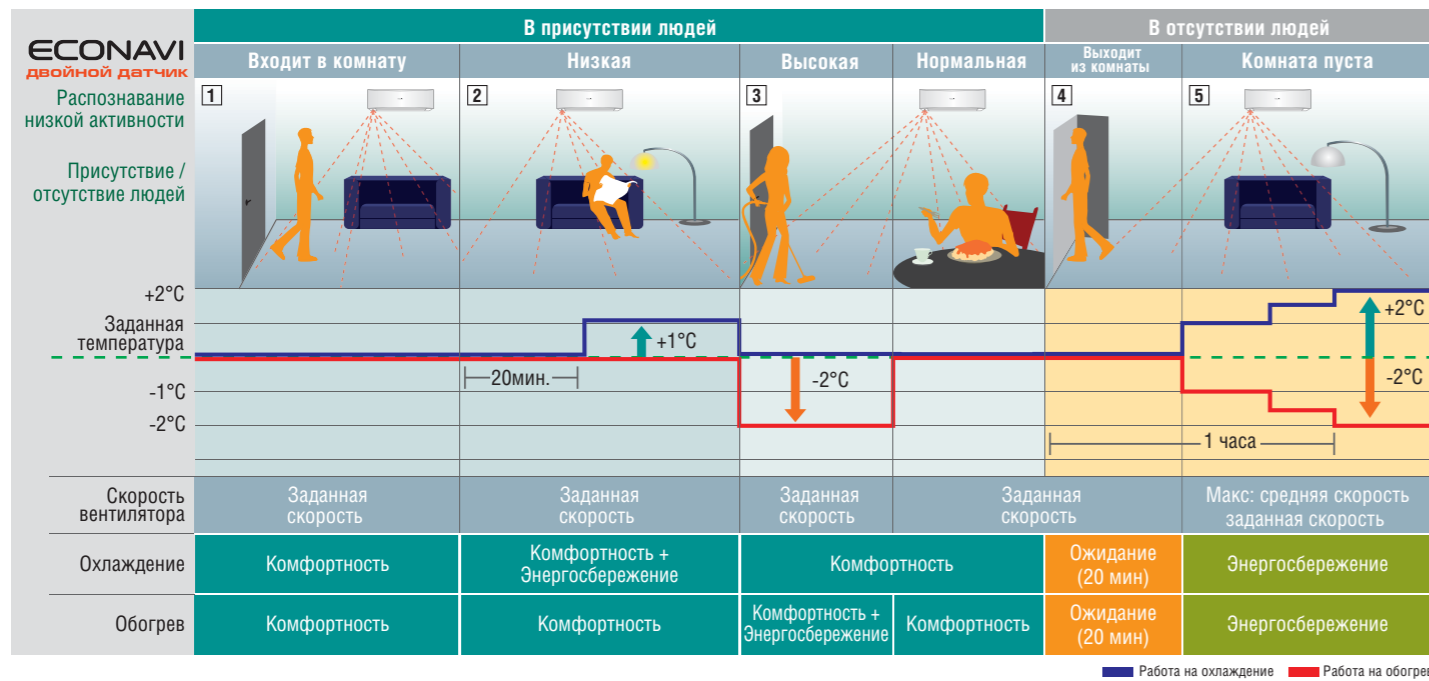 ECONAVI
двойной датчик
В присутствии людей
В отсутствии людей
Входит в комнату
Низкая
Высокая
Нормальная
Выходит
из комнаты
Комната пуста
Распознавание
низкой активности
Присутствие /
отсутствие людей
1
2
3
4
5
+2°C
Заданная
температура
-1°C
-2°C
+1°C
20мин.
-2°C
+2°C
-2°C
1 часа
Скорость
вентилятора
Заданная
скорость
Заданная
скорость
Заданная
скорость
Заданная
скорость
Макс: средняя скорость
заданная скорость
Охлаждение
Комфортность
Комфортность +
Энергосбережение
Комфортность
Ожидание
(20 мин)
Энергосбережение
Обогрев
Комфортность
Комфортность
Комфортность +
Энергосбережение
Комфортность
Ожидание
(20 мин)
Энергосбережение
Работа на охлаждение
Работа на обогрев